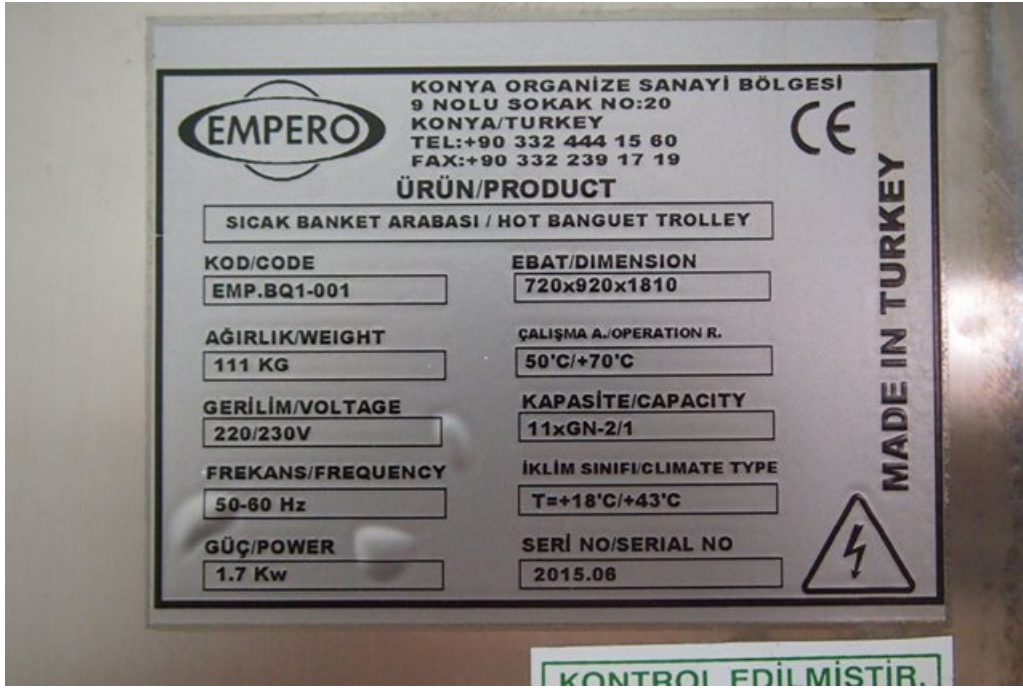 EMPERO
KONYA ORGANİZE SANAYİ BÖLGESİ
9 NOLU SOKAK NO:20
KONYA/TURKEY
TEL:+90 332 444 15 60
FAX:+90 332 239 17 19
CE
ÜRÜN/PRODUCT
SICAK BANKET ARABASI / HOT BANGUET TROLLEY
KOD/CODE
EMP.BQ1-001
EBAT/DIMENSION
720x920x1810
AĞIRLIK/WEIGHT
111 KG
ÇALIŞMA A./OPERATION R.
50'C/+70'C
GERİLİM/VOLTAGE
220/230V
KAPASİTE/CAPACITY
11xGN-2/1
FREKANS/FREQUENCY
50-60 Hz
İKLİM SINIFI/CLIMATE TYPE
T=+18'C/+43'C
GÜÇ/POWER
1.7 Kw
SERİ NO/SERIAL NO
2015.06
MADE IN TURKEY
KONTROL EDİLMİŞTİR.